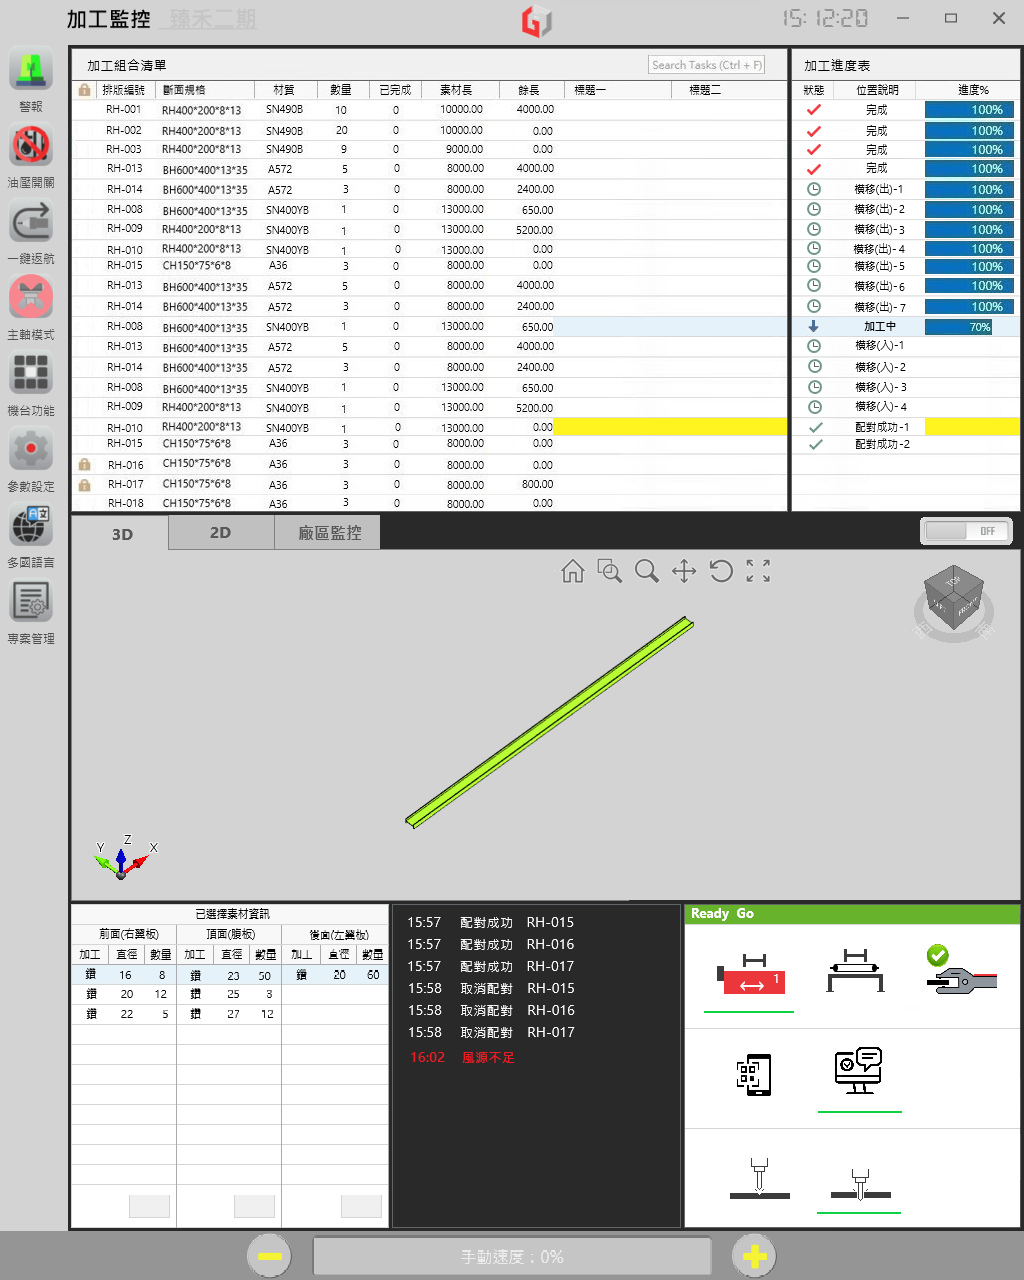 加工監控 臻禾二期 15:12:20
警報
油壓開關
一鍵返航
主軸模式
機台功能
參數設定
多國語言
專案管理
加工組合清單 Search Tasks (Ctrl + F)
排版編號 斷面規格 材質 數量 已完成 素材長 餘長 標題一 標題二
RH-001 RH400*200*8*13 SN490B 10 0 10000.00 4000.00
RH-002 RH400*200*8*13 SN490B 20 0 10000.00 0.00
RH-003 RH400*200*8*13 SN490B 9 0 9000.00 0.00
RH-013 BH600*400*13*35 A572 5 0 8000.00 4000.00
RH-014 BH600*400*13*35 A572 3 0 8000.00 2400.00
RH-008 BH600*400*13*35 SN400YB 1 0 13000.00 650.00
RH-009 RH400*200*8*13 SN400YB 1 0 13000.00 5200.00
RH-010 RH400*200*8*13 SN400YB 1 0 13000.00 0.00
RH-015 CH150*75*6*8 A36 3 0 8000.00 0.00
RH-013 BH600*400*13*35 A572 5 0 8000.00 4000.00
RH-014 BH600*400*13*35 A572 3 0 8000.00 2400.00
RH-008 BH600*400*13*35 SN400YB 1 0 13000.00 650.00
RH-013 BH600*400*13*35 A572 5 0 8000.00 4000.00
RH-014 BH600*400*13*35 A572 3 0 8000.00 2400.00
RH-008 BH600*400*13*35 SN400YB 1 0 13000.00 650.00
RH-009 RH400*200*8*13 SN400YB 1 0 13000.00 5200.00
RH-010 RH400*200*8*13 SN400YB 1 0 13000.00 0.00
RH-015 CH150*75*6*8 A36 3 0 8000.00 0.00
RH-016 CH150*75*6*8 A36 3 0 8000.00 0.00
RH-017 CH150*75*6*8 A36 3 0 8000.00 800.00
RH-018 CH150*75*6*8 A36 3 0 8000.00 0.00
加工進度表
狀態 位置說明 進度%
完成 100%
完成 100%
完成 100%
完成 100%
橫移(出)-1 100%
橫移(出)-2 100%
橫移(出)-3 100%
橫移(出)-4 100%
橫移(出)-5 100%
橫移(出)-6 100%
橫移(出)-7 100%
加工中 70%
橫移(入)-1
橫移(入)-2
橫移(入)-3
橫移(入)-4
配對成功-1
配對成功-2
3D 2D 廠區監控 OFF
TOP
LEFT FRONT
Z
Y X
已選擇素材資訊
前面(右翼板) 頂面(腹板) 後面(左翼板)
加工 直徑 數量 加工 直徑 數量 加工 直徑 數量
鑽 16 8 鑽 23 50 鑽 20 60
鑽 20 12 鑽 25 3
鑽 22 5 鑽 27 12
15:57 配對成功 RH-015
15:57 配對成功 RH-016
15:57 配對成功 RH-017
15:58 取消配對 RH-015
15:58 取消配對 RH-016
15:58 取消配對 RH-017
16:02 風源不足
Ready Go
1
手動速度：0%